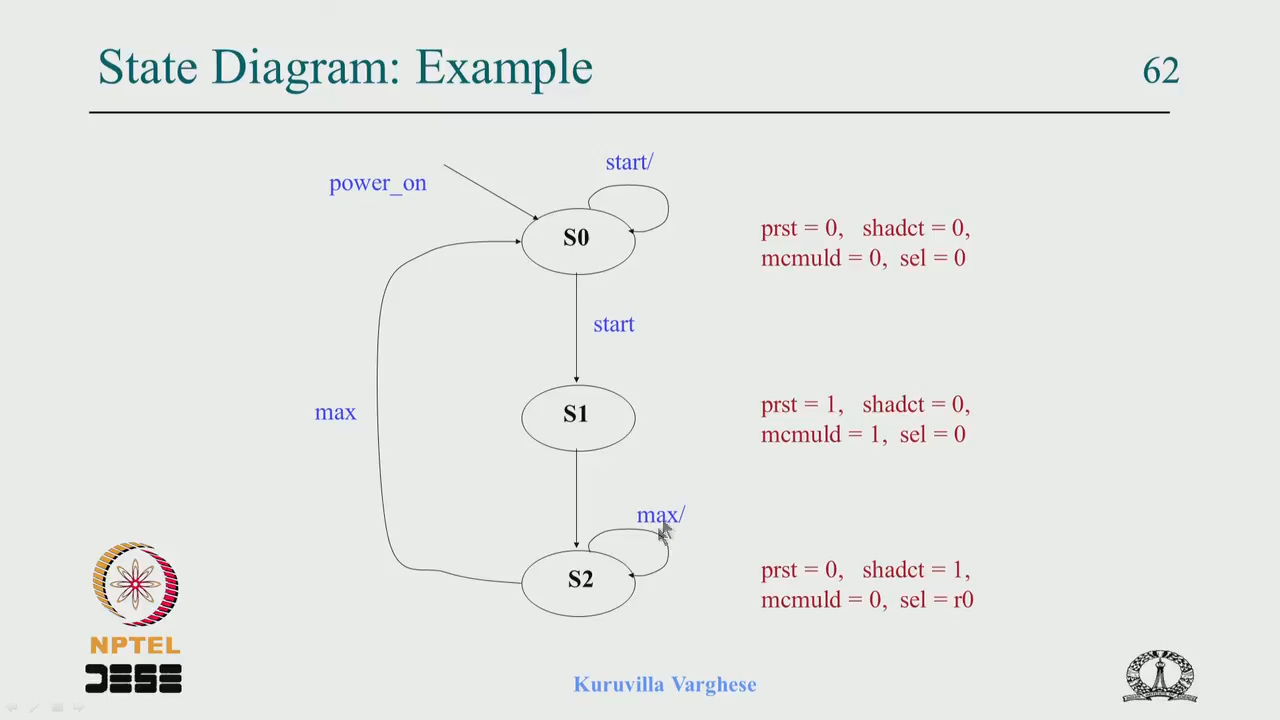 State Diagram: Example
62
start/
power_on
S0
prst = 0, shadct = 0,
mcmuld = 0, sel = 0
start
max
S1
prst = 1, shadct = 0,
mcmuld = 1, sel = 0
max/
S2
prst = 0, shadct = 1,
mcmuld = 0, sel = r0
NPTEL
DESE
Kuruvilla Varghese